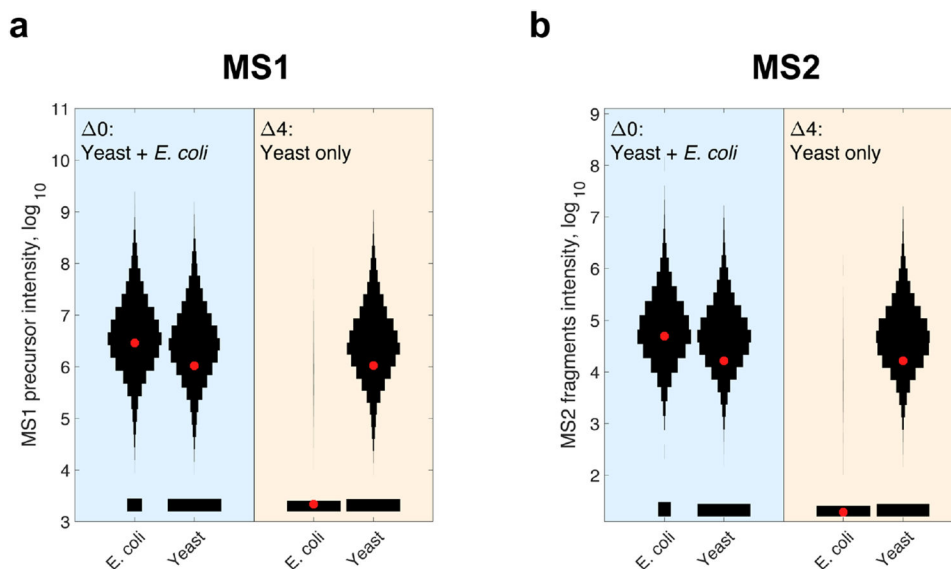 a
MS1
MS1 precursor intensity, log10
11
10
9
8
7
6
5
4
3
Δ0:
Yeast + E. coli
Δ4:
Yeast only
E. coli
Yeast
E. coli
Yeast
b
MS2
MS2 fragments intensity, log10
9
8
7
6
5
4
3
2
Δ0:
Yeast + E. coli
Δ4:
Yeast only
E. coli
Yeast
E. coli
Yeast